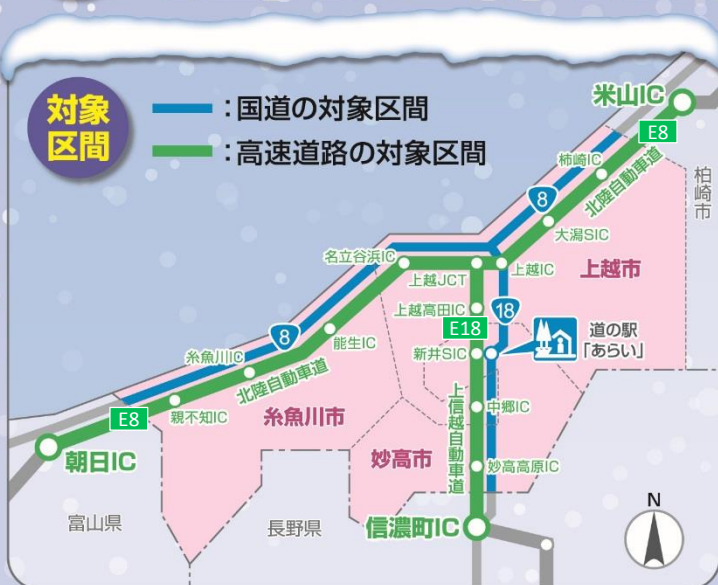 対象
区間
：国道の対象区間
：高速道路の対象区間
米山IC
E8
柿崎IC
北陸自動車道
柏崎市
8
大潟SIC
名立谷浜IC
上越JCT
上越IC
上越市
上越高田IC
18
E18
8
能生IC
新井SIC
道の駅
「あらい」
糸魚川IC
北陸自動車道
E8
親不知IC
糸魚川市
上信越自動車道
中郷IC
朝日IC
妙高市
妙高高原IC
富山県
長野県
信濃町IC
N